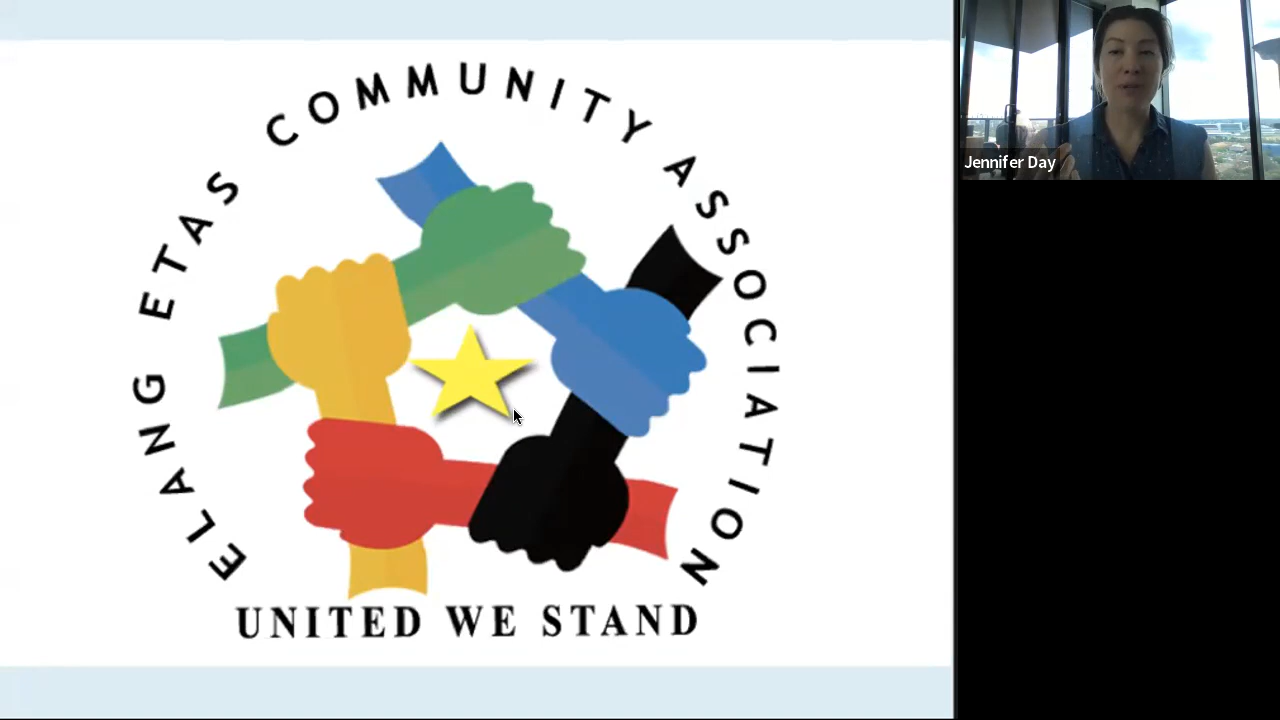 ELANG ETAS COMMUNITY ASSOCIATION
UNITED WE STAND
Jennifer Day